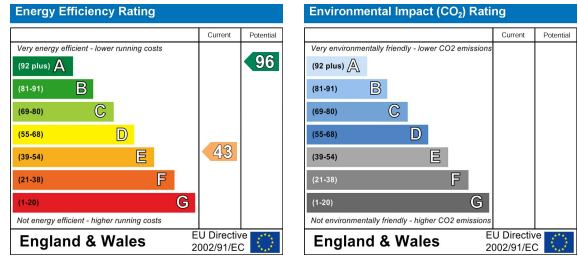 Energy Efficiency Rating
Current Potential
Very energy efficient - lower running costs
(92 plus) A
96
(81-91) B
(69-80) C
(55-68) D
(39-54) E
43
(21-38) F
(1-20) G
Not energy efficient - higher running costs
England & Wales
EU Directive
2002/91/EC
Environmental Impact (CO2) Rating
Current Potential
Very environmentally friendly - lower CO2 emissions
(92 plus) A
(81-91) B
(69-80) C
(55-68) D
(39-54) E
(21-38) F
(1-20) G
Not environmentally friendly - higher CO2 emissions
England & Wales
EU Directive
2002/91/EC